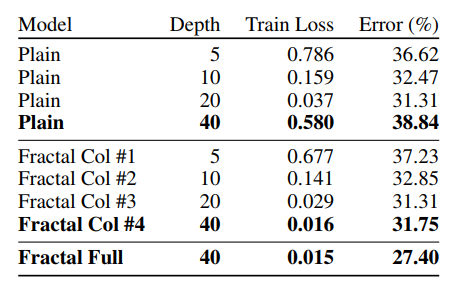 Model Depth Train Loss Error (%)
Plain 5 0.786 36.62
Plain 10 0.159 32.47
Plain 20 0.037 31.31
Plain 40 0.580 38.84
Fractal Col #1 5 0.677 37.23
Fractal Col #2 10 0.141 32.85
Fractal Col #3 20 0.029 31.31
Fractal Col #4 40 0.016 31.75
Fractal Full 40 0.015 27.40